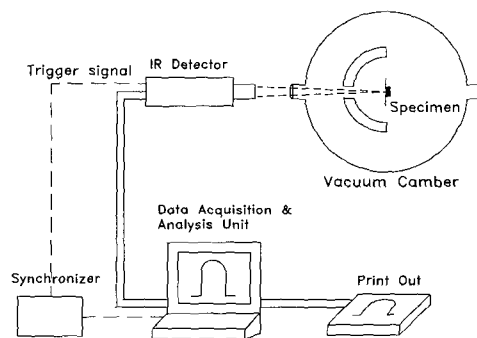 IR Detector
Trigger signal
Specimen
Vacuum Camber
Data Acquisition &
Analysis Unit
Synchronizer
Print Out